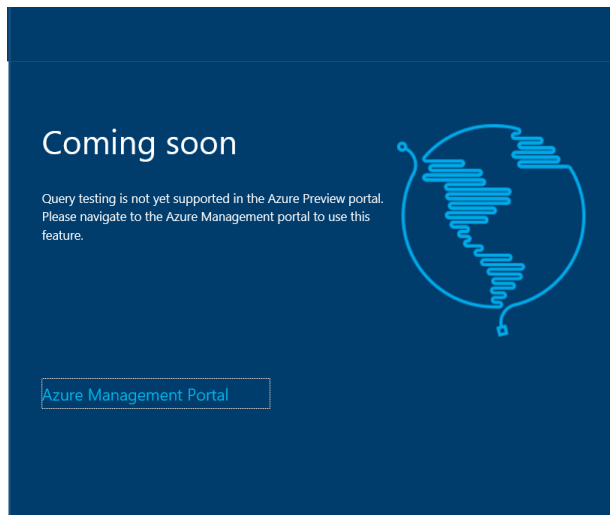 Coming soon
Query testing is not yet supported in the Azure Preview portal.
Please navigate to the Azure Management portal to use this
feature.
Azure Management Portal